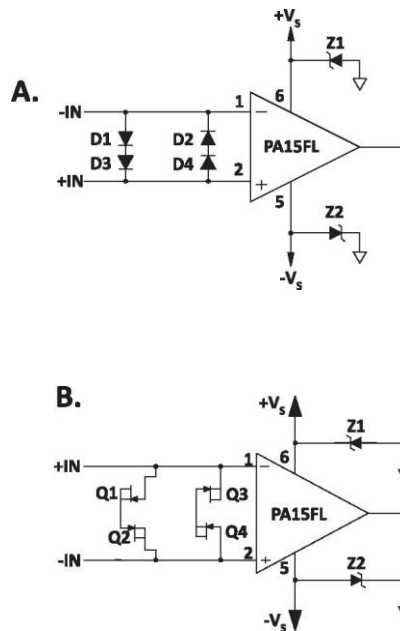 +Vs
Z1
6
A.
-IN
1
−
D1
D2
PA15FL
D3
D4
+IN
2
+
5
Z2
-Vs
B.
+Vs
Z1
6
+IN
1
−
Q1
Q3
PA15FL
Q2
Q4
-IN
2
+
5
Z2
-Vs